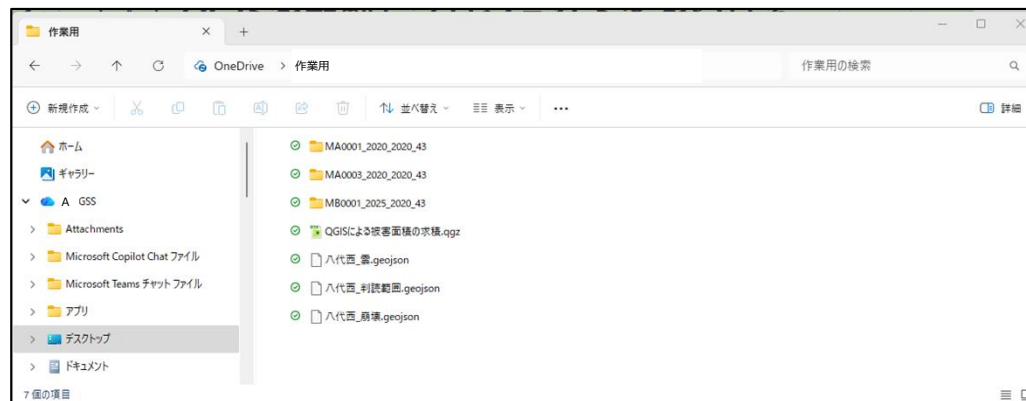 作業用
OneDrive > 作業用
作業用の検索
新規作成
並べ替え
表示
詳細
ホーム
ギャラリー
A GSS
Attachments
Microsoft Copilot Chat ファイル
Microsoft Teams チャット ファイル
アプリ
デスクトップ
ドキュメント
MA0001_2020_2020_43
MA0003_2020_2020_43
MB0001_2025_2020_43
QGISによる被害面積の求積.qgz
八代西_雲.geojson
八代西_判読範囲.geojson
八代西_崩壊.geojson
7 個の項目